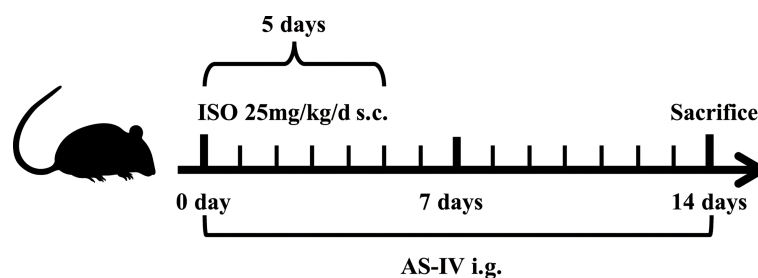 5 days
ISO 25mg/kg/d s.c.
Sacrifice
0 day
7 days
14 days
AS-IV i.g.